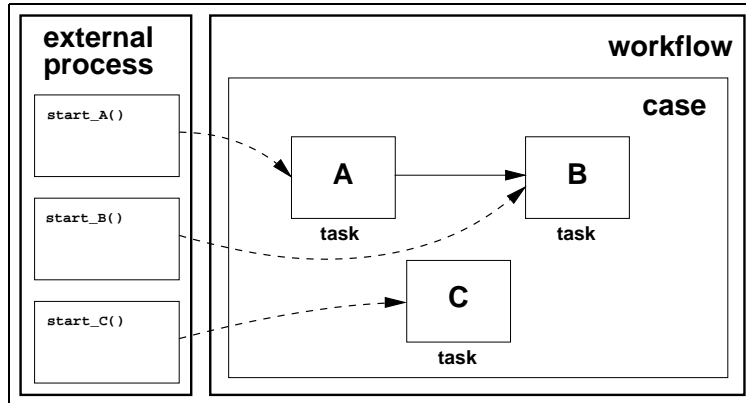 external
process
start_A()
start_B()
start_C()
workflow
case
A
task
B
task
C
task